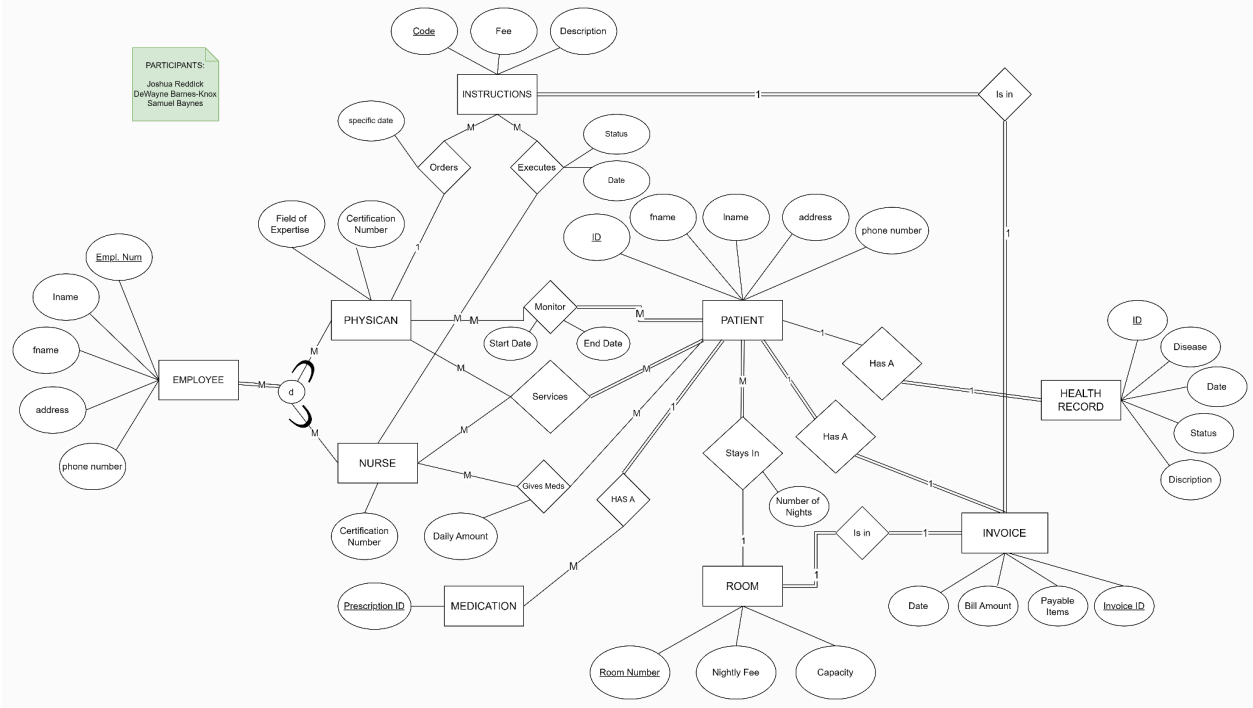 Code
Fee
Description
PARTICIPANTS:
Joshua Reddick
DeWayne Barnes-Knox
Samuel Baynes
INSTRUCTIONS
1
Is in
specific date
M
M
Status
Orders
Executes
Date
Field of
Expertise
Certification
Number
ID
fname
lname
address
phone number
1
1
Empl. Num
lname
fname
address
phone number
EMPLOYEE
M
d
M
M
PHYSICAN
M
M
Monitor
Start Date
End Date
M
PATIENT
1
Has A
1
HEALTH
RECORD
ID
Disease
Date
Status
Discription
M
Services
M
M
M
1
M
1
NURSE
M
Gives Meds
M
Daily Amount
Certification
Number
HAS A
M
Stays In
Number of
Nights
1
Has A
1
Prescription ID
MEDICATION
ROOM
1
Is in
1
INVOICE
Date
Bill Amount
Payable
Items
Invoice ID
Room Number
Nightly Fee
Capacity